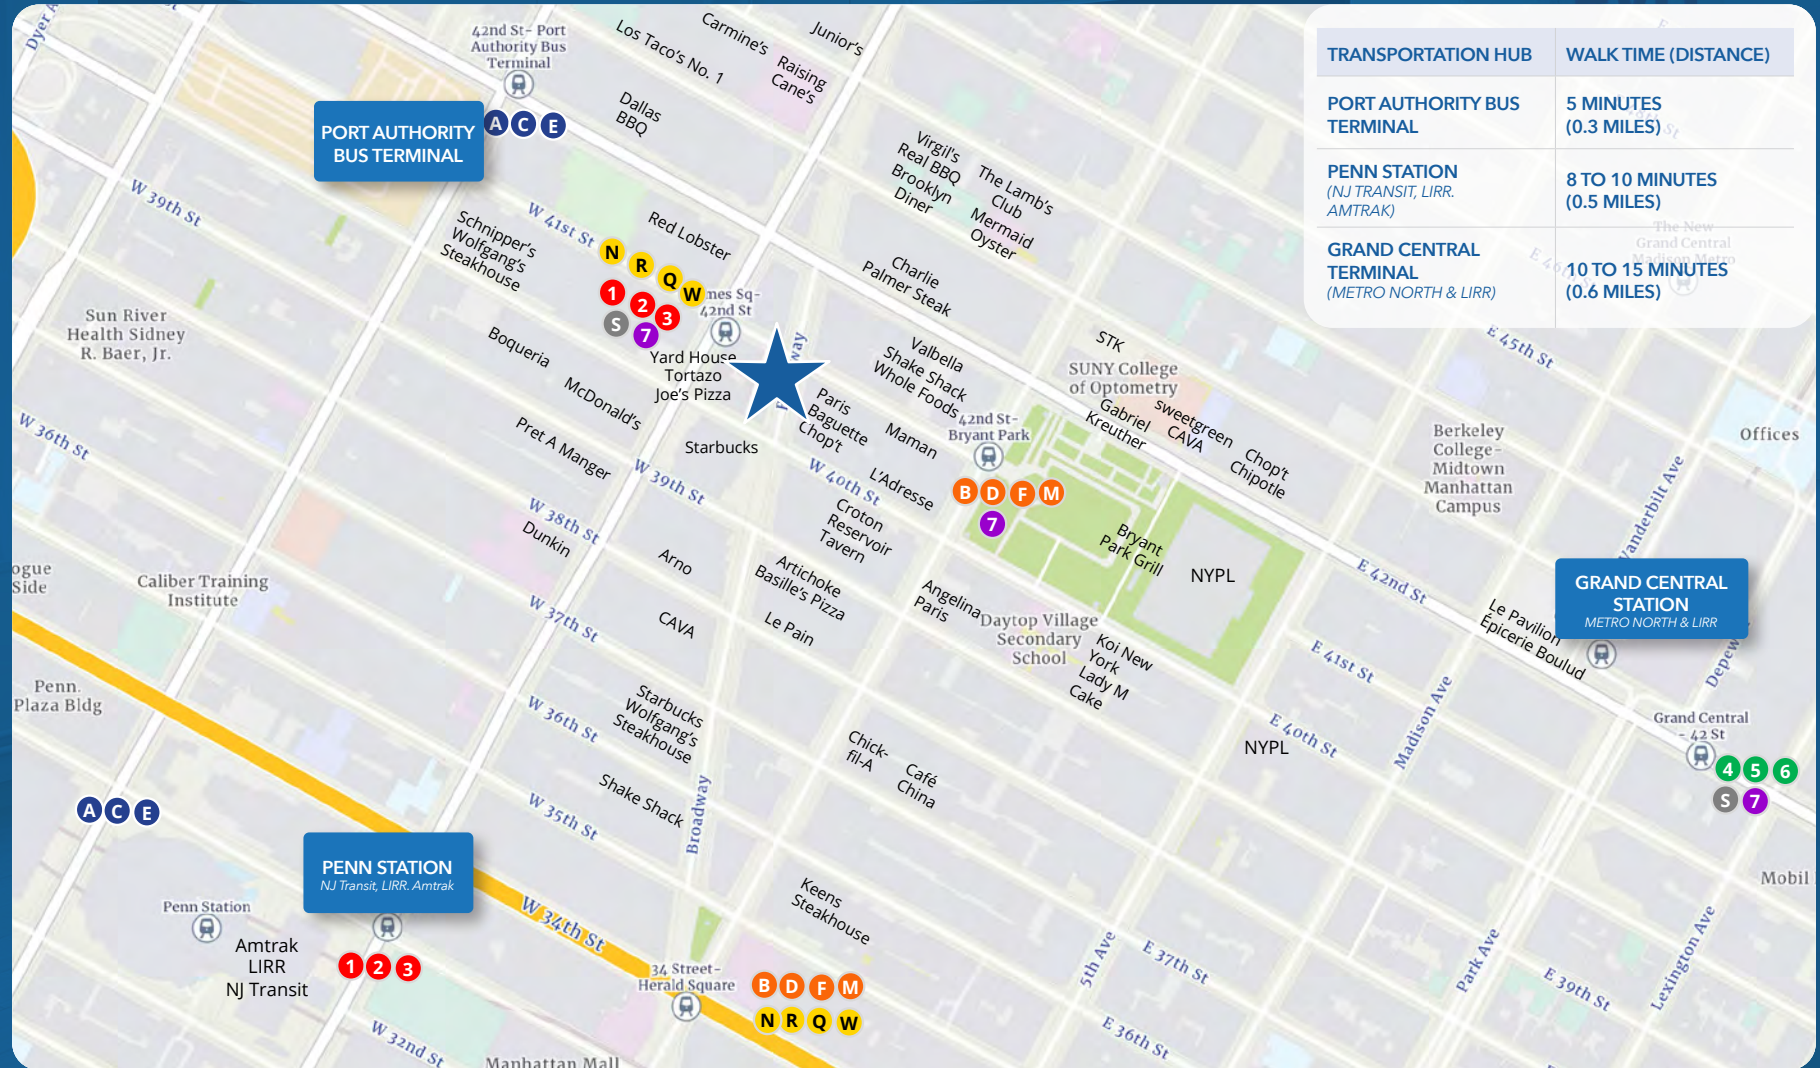 TRANSPORTATION HUB
WALK TIME (DISTANCE)
PORT AUTHORITY BUS
TERMINAL
5 MINUTES
(0.3 MILES)
PENN STATION
(NJ TRANSIT, LIRR.
AMTRAK)
8 TO 10 MINUTES
(0.5 MILES)
GRAND CENTRAL
TERMINAL
(METRO NORTH & LIRR)
10 TO 15 MINUTES
(0.6 MILES)
The New
Grand Central
Madison Metro
42nd St- Port
Authority Bus
Terminal
PORT AUTHORITY
BUS TERMINAL
A C E
Los Taco's No. 1
Carmine's
Junior's
Raising
Cane's
Dallas
BBQ
Virgil's
Real BBQ
Brooklyn
Diner
The Lamb's
Club
Mermaid
Oyster
W 39th St
W 41st St
Red Lobster
Schnipper's
Wolfgang's
Steakhouse
N R Q W
1 2 3
S 7
mes Sq-
42nd St
Charlie
Palmer Steak
Sun River
Health Sidney
R. Baer, Jr.
Boqueria
McDonald's
Pret A Manger
Yard House
Tortazo
Joe's Pizza
way
Valbella
Shake Shack
Whole Foods
STK
SUNY College
of Optometry
E 45th St
Paris
Baguette
Chop't
Maman
L'Adresse
42nd St-
Bryant Park
Gabriel
Kreuther
sweetgreen
CAVA
Chop't
Chipotle
Berkeley
College-
Midtown
Manhattan
Campus
Offices
W 36th St
Starbucks
W 39th St
W 40th St
B D F M
7
Vanderbilt Ave
W 38th St
Dunkin
Arno
Croton
Reservoir
Tavern
Bryant
Park Grill
NYPL
E 42nd St
GRAND CENTRAL
STATION
METRO NORTH & LIRR
ogue
Side
Caliber Training
Institute
Artichoke
Basille's Pizza
Angelina
Paris
Le Pavilion
Epicerie Boulud
W 37th St
CAVA
Le Pain
Daytop Village
Secondary
School
Koi New
York
Lady M
Cake
E 41st St
Depew
Penn.
Plaza Bldg
Starbucks
Wolfgang's
Steakhouse
W 36th St
Madison Ave
E 40th St
NYPL
Grand Central
- 42 St
4 5 6
S 7
Chick-
fil-A
Café
China
Shake Shack
W 35th St
Broadway
A C E
PENN STATION
NJ Transit, LIRR. Amtrak
Mobil
Penn Station
Amtrak
LIRR
NJ Transit
1 2 3
W 34th St
Keens
Steakhouse
34 Street-
Herald Square
B D F M
N R Q W
5th Ave
E 37th St
Park Ave
E 39th St
Lexington Ave
W 32nd St
E 36th St
Manhattan Mall